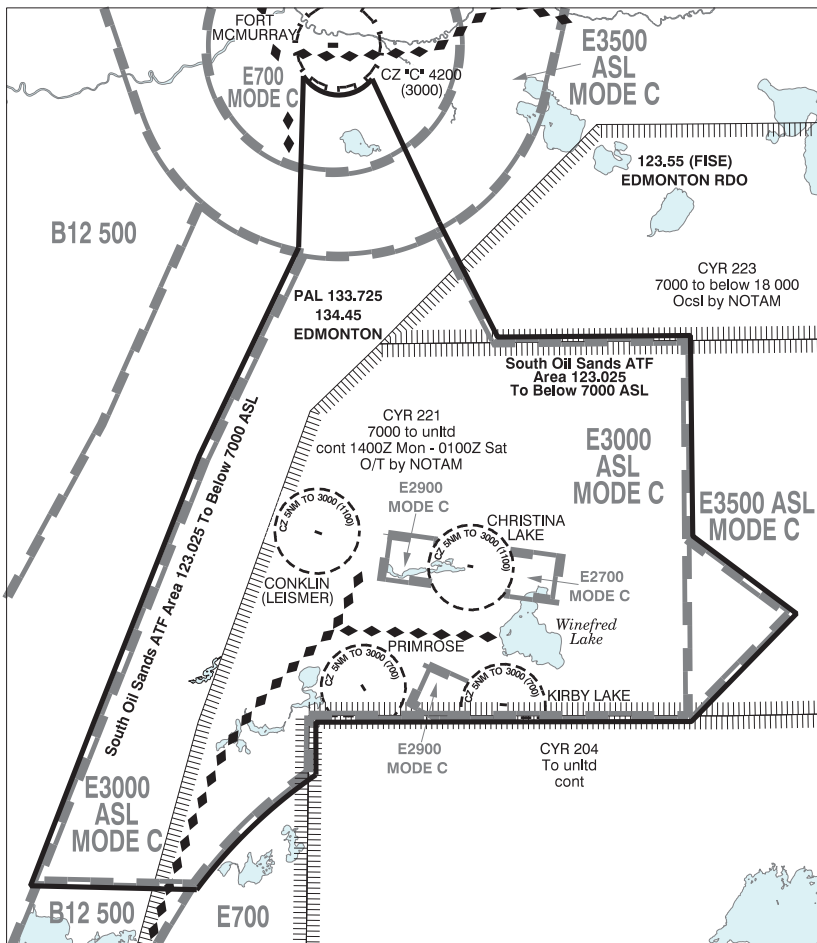 FORT
MCMURRAY
E700
MODE C
CZ "C" 4200
(3000)
E3500
ASL
MODE C
123.55 (FISE)
EDMONTON RDO
B12 500
CYR 223
7000 to below 18 000
Ocsl by NOTAM
PAL 133.725
134.45
EDMONTON
South Oil Sands ATF
Area 123.025
To Below 7000 ASL
South Oil Sands ATF Area 123.025 To Below 7000 ASL
CYR 221
7000 to unltd
cont 1400Z Mon - 0100Z Sat
O/T by NOTAM
E3000
ASL
MODE C
E2900
MODE C
E3500 ASL
MODE C
CZ 5NM TO 3000 (1100)
CHRISTINA
LAKE
CZ 5NM TO 3000 (1100)
CONKLIN
(LEISMER)
E2700
MODE C
Winefred
Lake
PRIMROSE
CZ 5NM TO 3000 (700)
CZ 5NM TO 3000 (700)
KIRBY LAKE
E2900
MODE C
CYR 204
To unltd
cont
E3000
ASL
MODE C
B12 500
E700